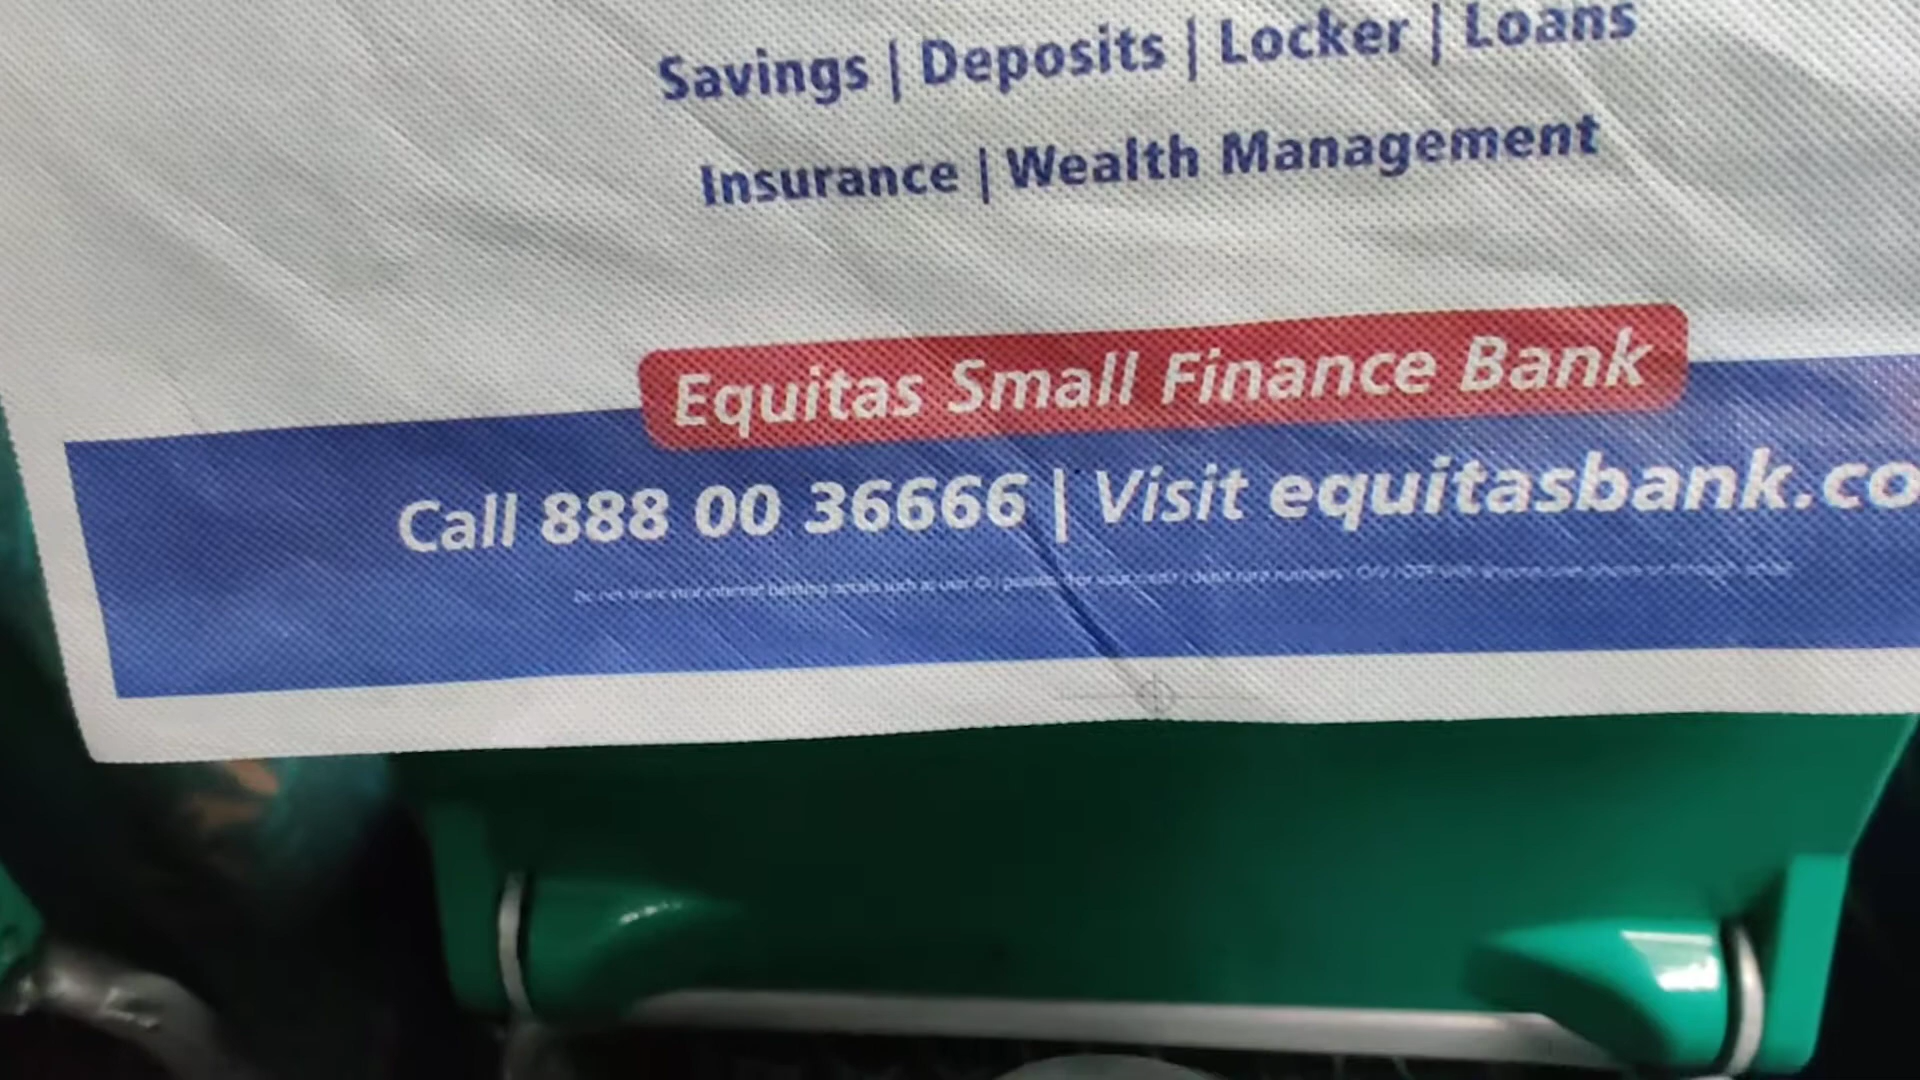 Savings | Deposits | Locker | Loans
Insurance | Wealth Management
Equitas Small Finance Bank
Call 888 00 36666 | Visit equitasbank.co